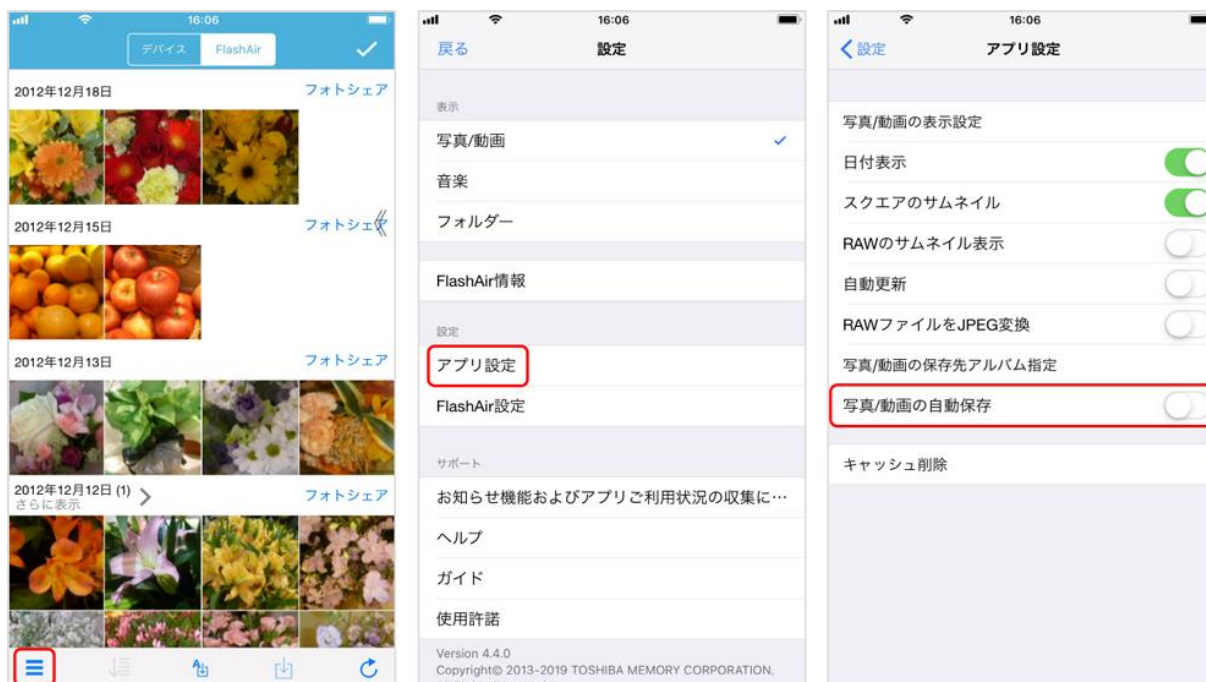 16:06
デバイス
FlashAir
2012年12月18日
フォトシェア
2012年12月15日
フォトシェア
2012年12月13日
フォトシェア
2012年12月12日 (1)
さらに表示
フォトシェア
16:06
戻る
設定
表示
写真/動画
音楽
フォルダー
FlashAir情報
設定
アプリ設定
FlashAir設定
サポート
お知らせ機能およびアプリご利用状況の収集に…
ヘルプ
ガイド
使用許諾
Version 4.4.0
Copyright© 2013-2019 TOSHIBA MEMORY CORPORATION,
16:06
設定
アプリ設定
写真/動画の表示設定
日付表示
スクエアのサムネイル
RAWのサムネイル表示
自動更新
RAWファイルをJPEG変換
写真/動画の保存先アルバム指定
写真/動画の自動保存
キャッシュ削除